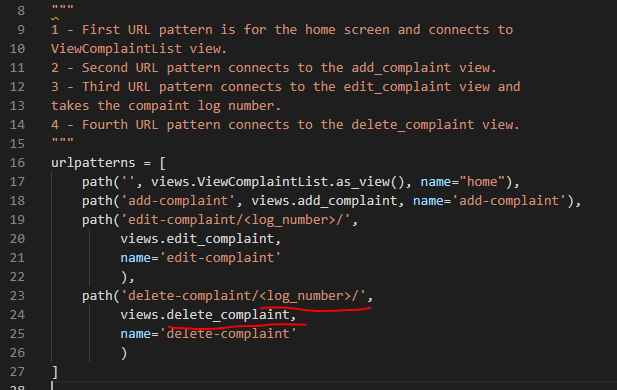 8 """
9 1 - First URL pattern is for the home screen and connects to
10 ViewComplaintList view.
11 2 - Second URL pattern connects to the add_complaint view.
12 3 - Third URL pattern connects to the edit_complaint view and
13 takes the compaint log number.
14 4 - Fourth URL pattern connects to the delete_complaint view.
15 """
16 urlpatterns = [
17     path('', views.ViewComplaintList.as_view(), name="home"),
18     path('add-complaint', views.add_complaint, name='add-complaint'),
19     path('edit-complaint/<log_number>/',
20          views.edit_complaint,
21          name='edit-complaint'
22          ),
23     path('delete-complaint/<log_number>/',
24          views.delete_complaint,
25          name='delete-complaint'
26          )
27 ]
28